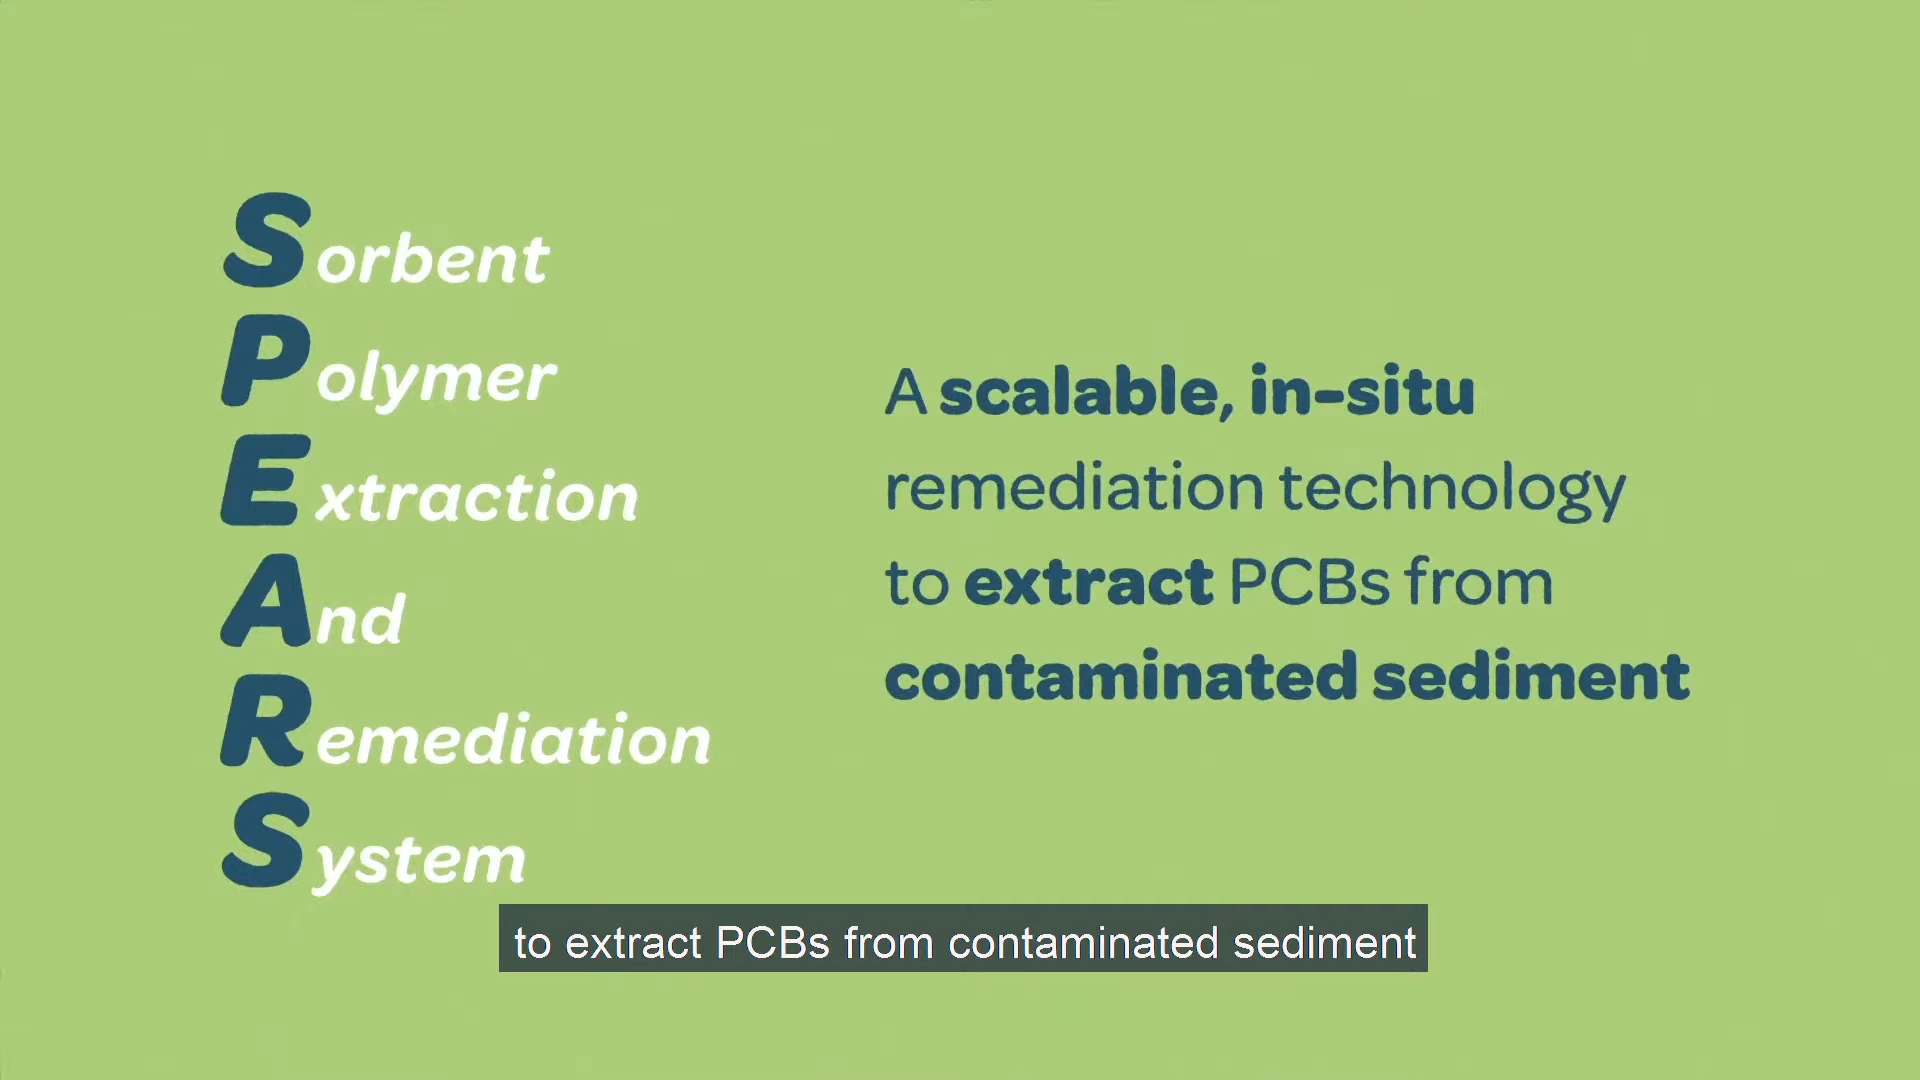 Sorbent
Polymer
Extraction
And
Remediation
System
A scalable, in-situ
remediation technology
to extract PCBs from
contaminated sediment
to extract PCBs from contaminated sediment